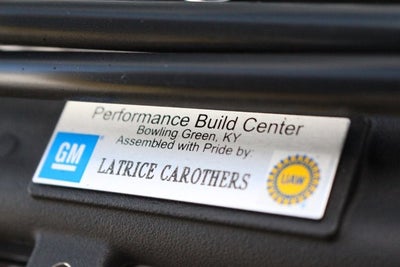 Performance Build Center
Bowling Green, KY
Assembled with Pride by:
GM
LATRICE CAROTHERS
UAW